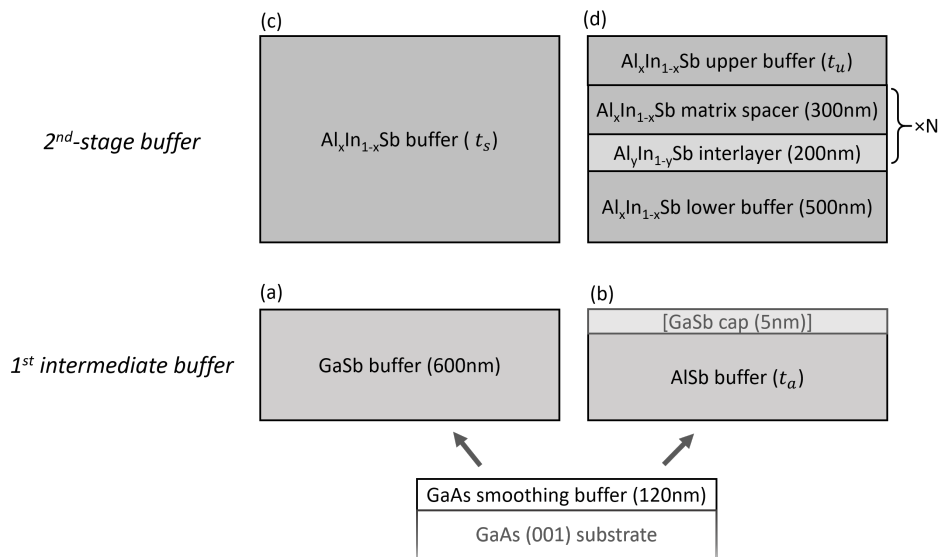 (c)
(d)
2nd-stage buffer
AlxIn1-xSb buffer ( ts)
AlxIn1-xSb upper buffer (tu)
AlxIn1-xSb matrix spacer (300nm)
×N
AlyIn1-ySb interlayer (200nm)
AlxIn1-xSb lower buffer (500nm)
(a)
(b)
1st intermediate buffer
GaSb buffer (600nm)
[GaSb cap (5nm)]
AlSb buffer (ta)
GaAs smoothing buffer (120nm)
GaAs (001) substrate